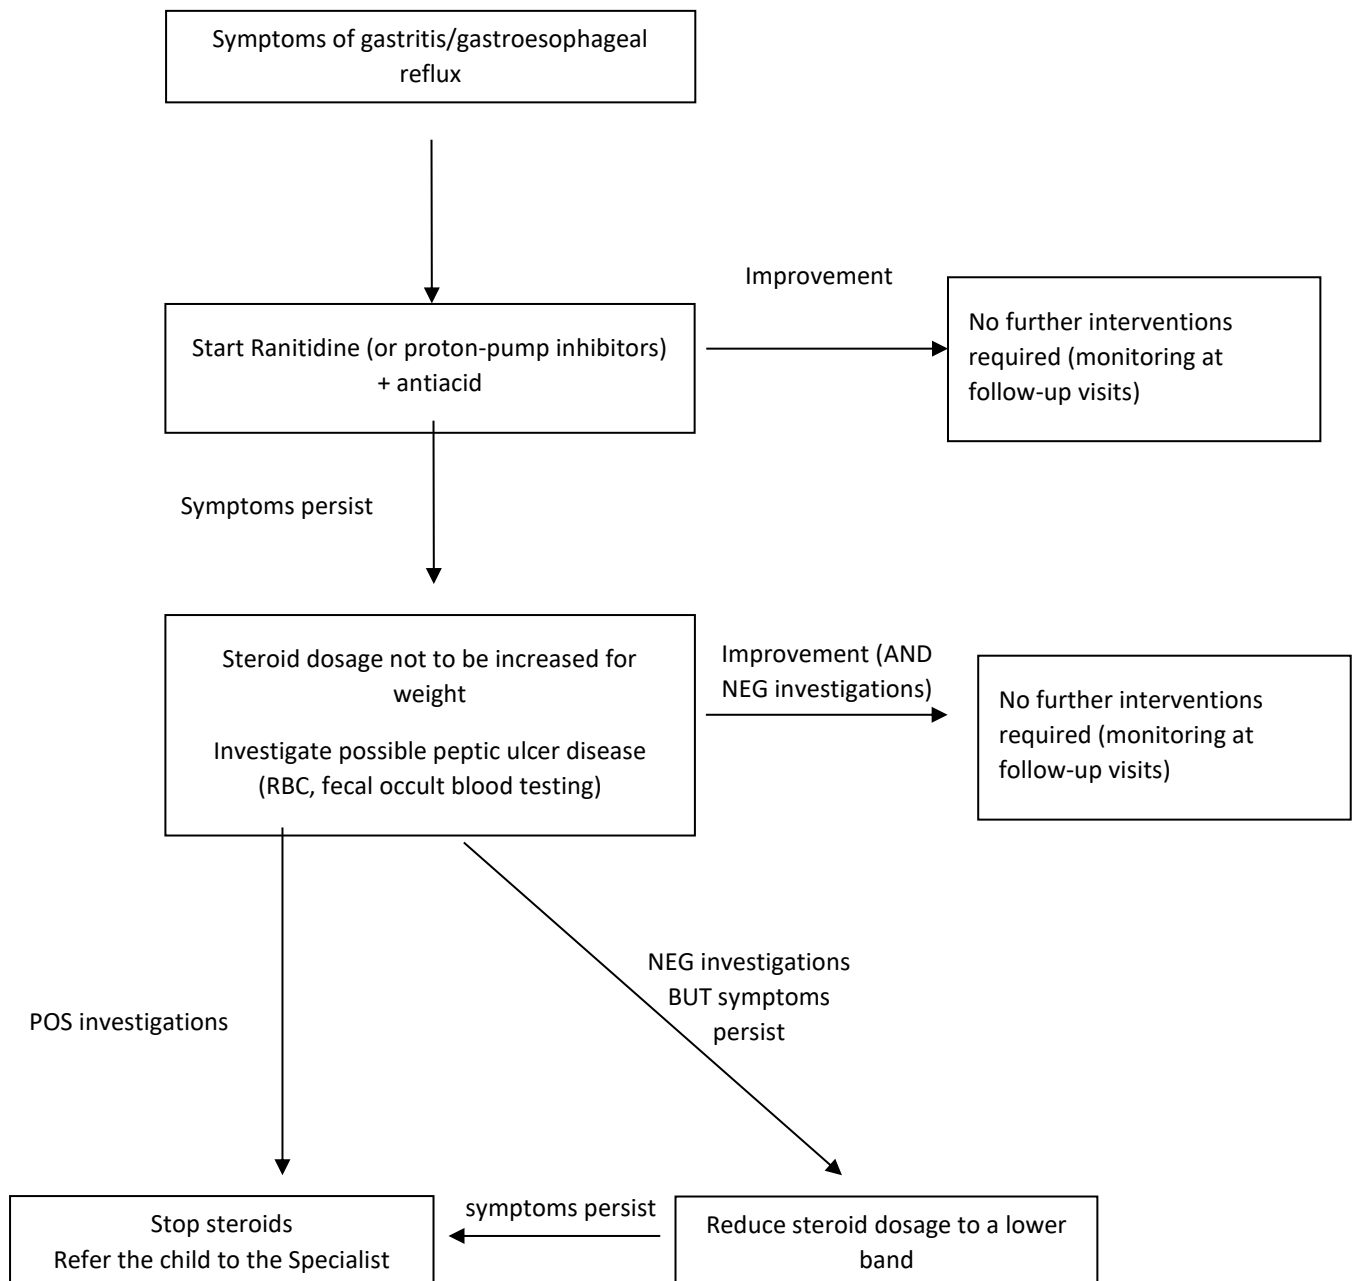 Symptoms of gastritis/gastroesophageal
reflux
Improvement
Start Ranitidine (or proton-pump inhibitors)
+ antiacid
No further interventions
required (monitoring at
follow-up visits)
Symptoms persist
Steroid dosage not to be increased for
weight
Investigate possible peptic ulcer disease
(RBC, fecal occult blood testing)
Improvement (AND
NEG investigations)
No further interventions
required (monitoring at
follow-up visits)
NEG investigations
BUT symptoms
persist
POS investigations
Stop steroids
Refer the child to the Specialist
symptoms persist
Reduce steroid dosage to a lower
band